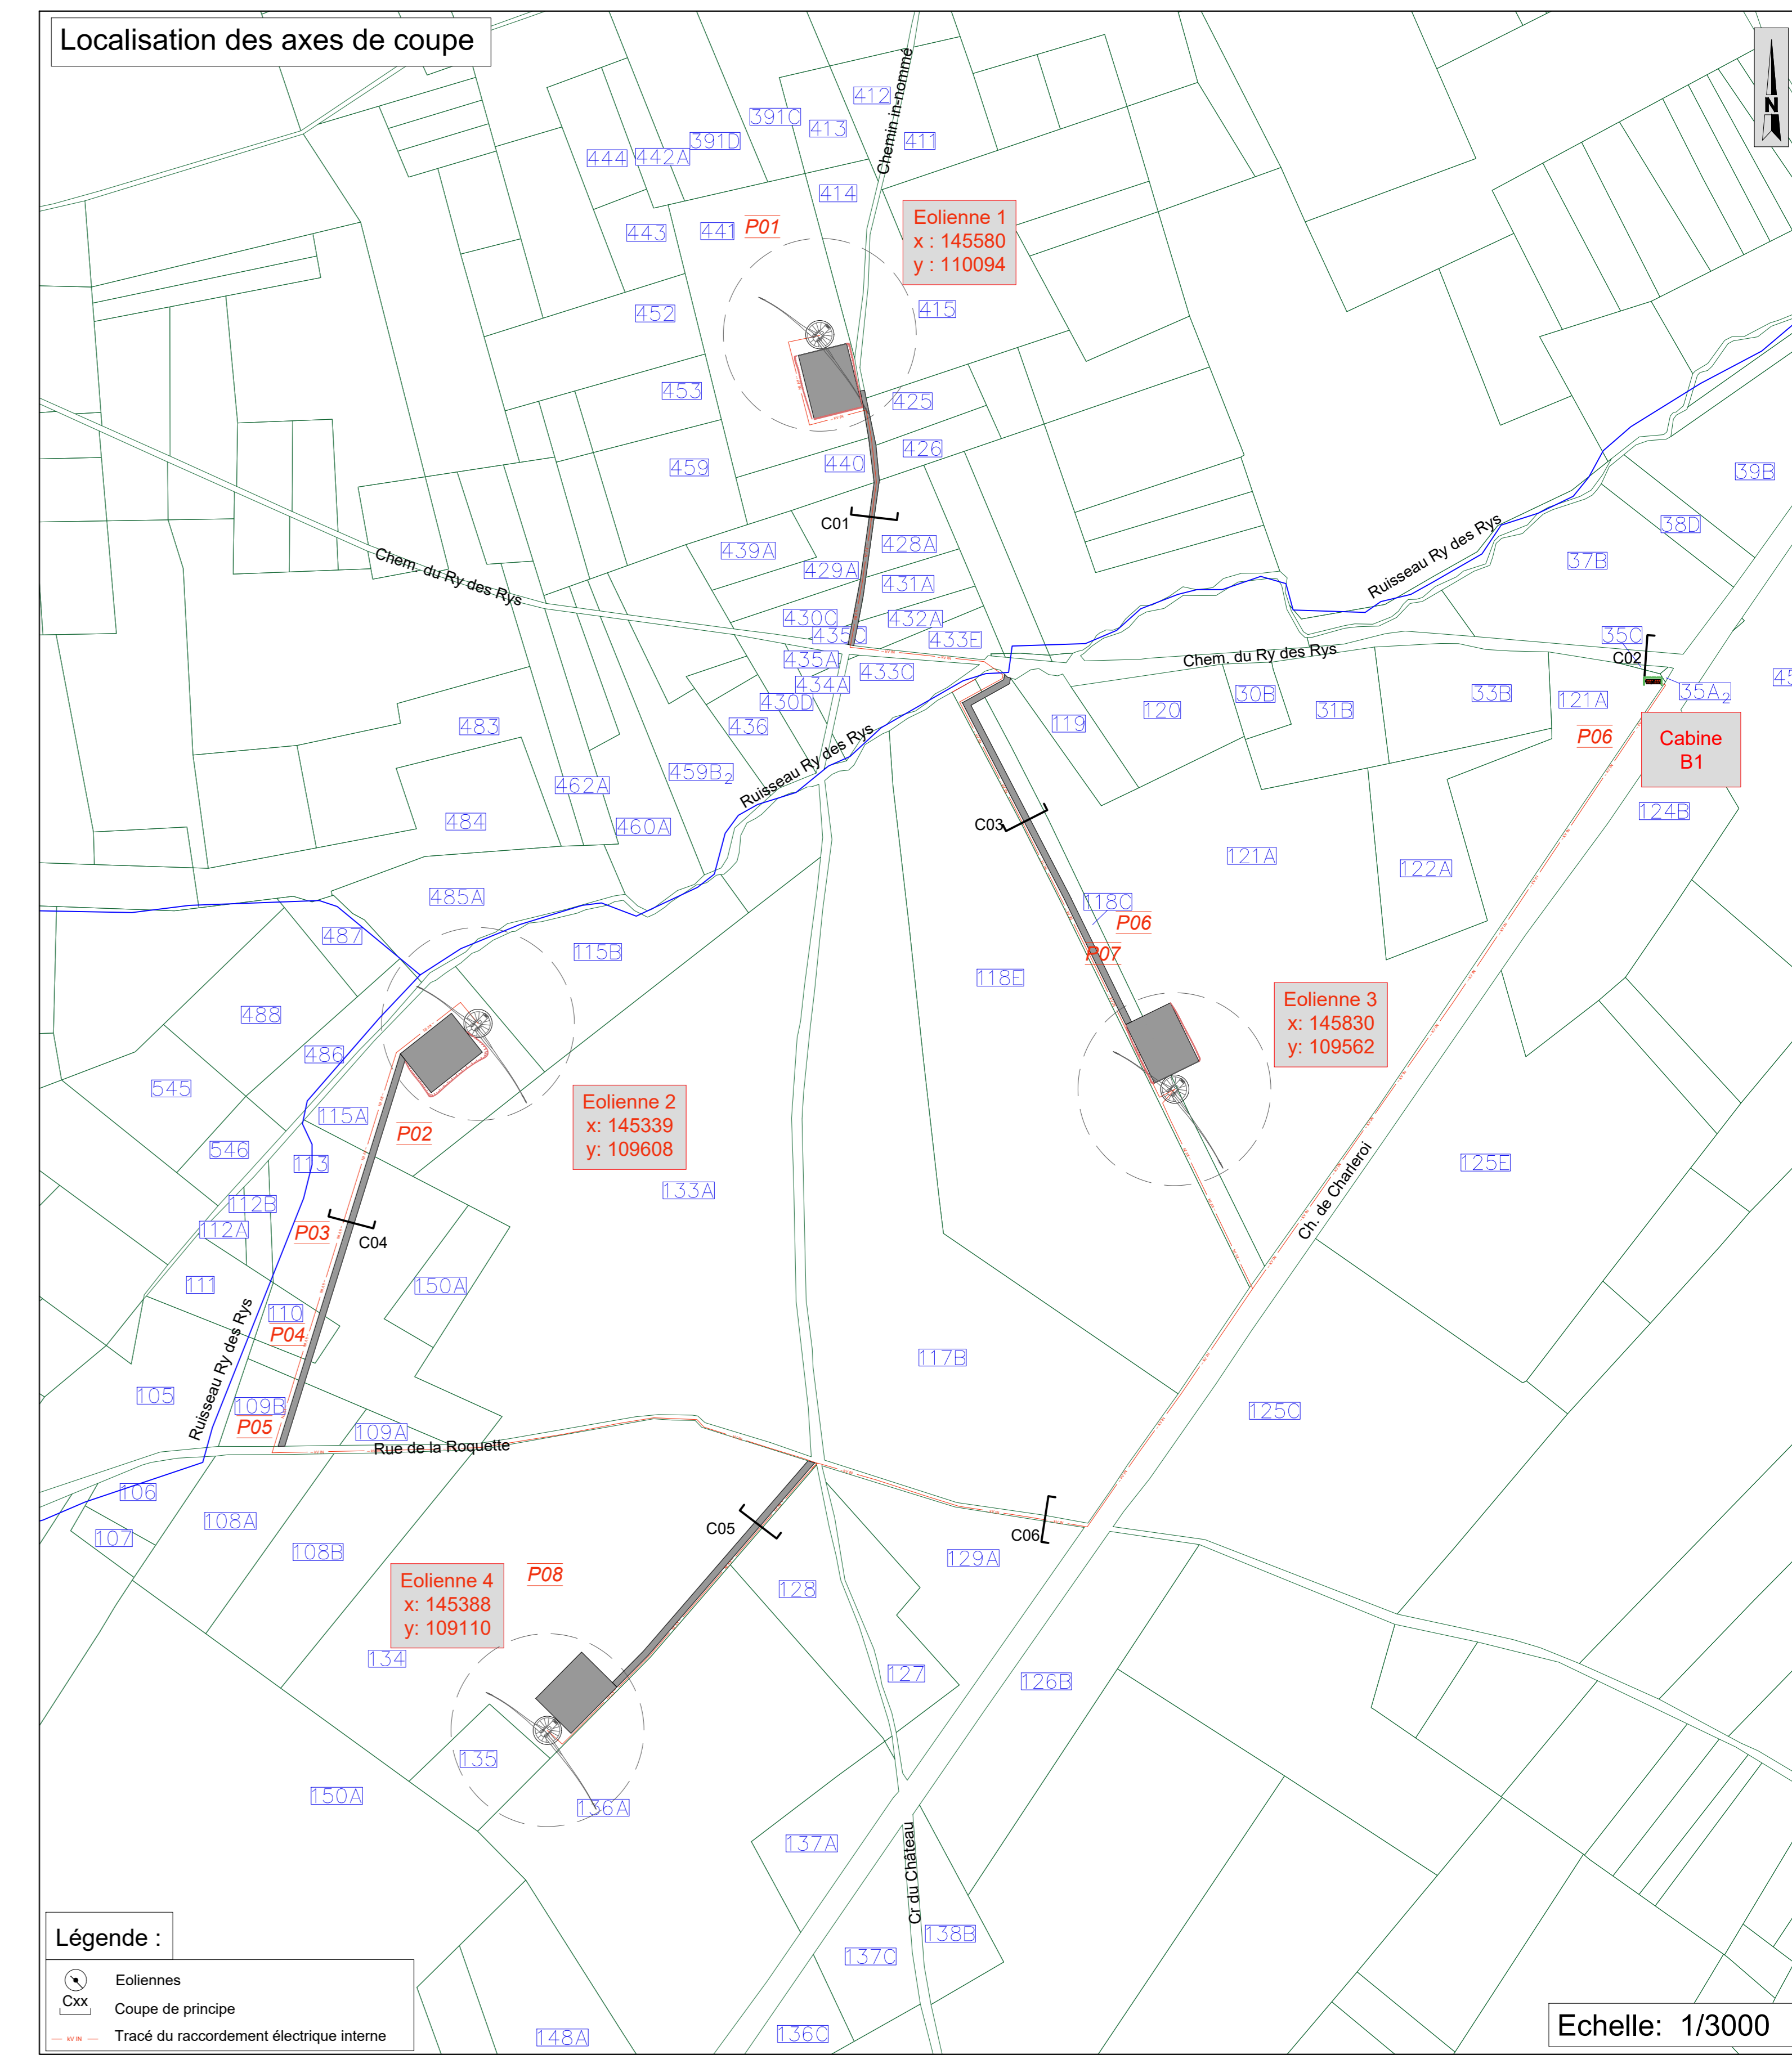 Localisation des axes de coupe
N
412
Chemin in-nommé
391C
413
391D
411
444
442A
414
443
441
P01
Eolienne 1
x : 145580
y : 110094
452
415
453
425
426
440
459
39B
C01
38D
439A
428A
Ruisseau Ry des Rys
37B
Chem. du Ry des Rys
429A
431A
430C
432A
435C
433E
35C
Chem. du Ry des Rys
C02
435A
433C
434A
430D
35A2
45
436
119
120
30B
31B
33B
121A
483
P06
Cabine
B1
Ruisseau Ry des Rys
459B2
462A
124B
484
460A
C03
121A
122A
485A
118C
P06
487
115B
P07
118E
488
Eolienne 3
x: 145830
y: 109562
486
545
Eolienne 2
x: 145339
y: 109608
115A
P02
546
113
125E
133A
112B
112A
P03
C04
Ch. de Charleroi
111
150A
110
P04
Ruisseau Ry des Rys
117B
105
109B
125C
P05
109A
Rue de la Roquette
106
108A
C05
C06
107
108B
129A
P08
128
Eolienne 4
x: 145388
y: 109110
134
127
126B
135
150A
136A
137A
Cr du Château
138B
137C
136C
148A
Légende :
Eoliennes
Cxx
Coupe de principe
kV IN
Tracé du raccordement électrique interne
Echelle: 1/3000